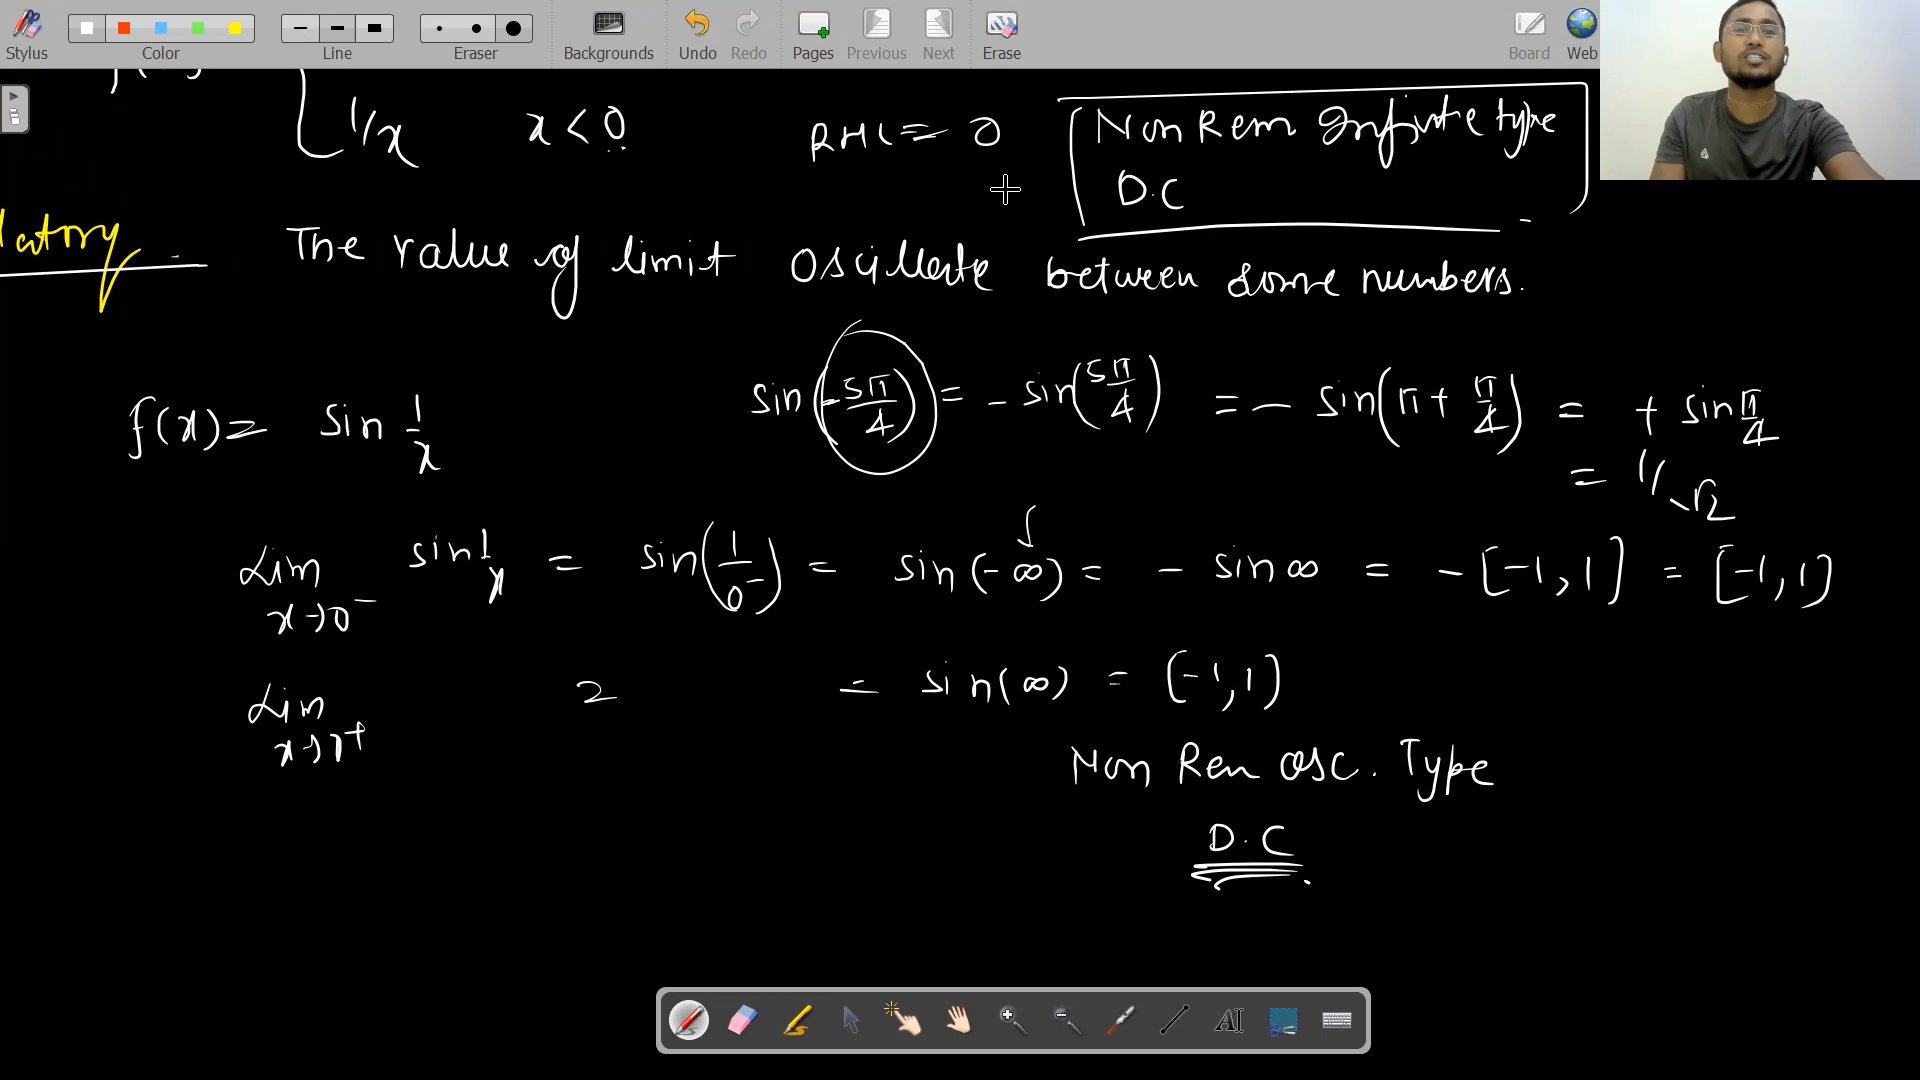 Stylus Color Line Eraser Backgrounds Undo Redo Pages Previous Next Erase Board Web
1/x x < 0 RHL = 0 Non Rem Infinite type
D.C
latory The value of limit oscillate between some numbers.
f(x) = sin 1/x sin(-5π/4) = - sin(5π/4) = - sin(π + π/4) = + sin π/4
= 1/√2
Lim x→0⁻ sin 1/x = sin(1/0⁻) = sin(-∞) = - sin ∞ = -[-1, 1] = [-1, 1]
Lim = = sin(∞) = [-1, 1]
Non Rem osc. Type
D.C
AI